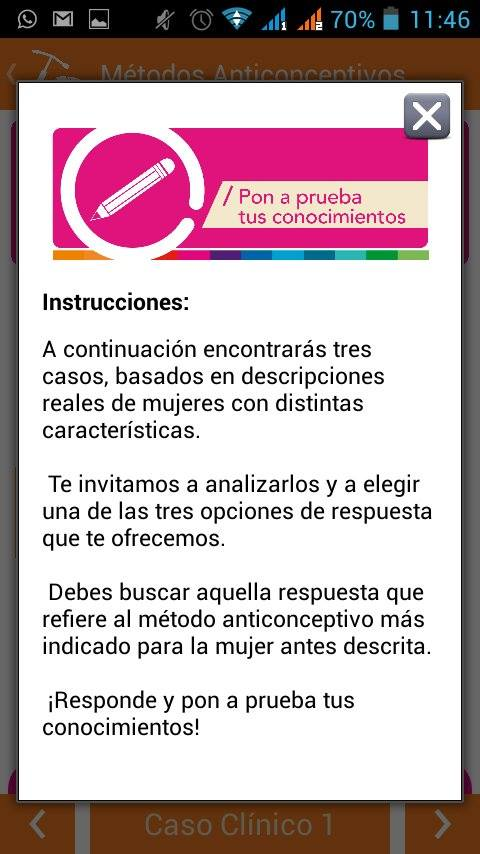 70% 11:46
Métodos Anticonceptivos
/ Pon a prueba
tus conocimientos
Instrucciones:
A continuación encontrarás tres
casos, basados en descripciones
reales de mujeres con distintas
características.
Te invitamos a analizarlos y a elegir
una de las tres opciones de respuesta
que te ofrecemos.
Debes buscar aquella respuesta que
refiere al método anticonceptivo más
indicado para la mujer antes descrita.
¡Responde y pon a prueba tus
conocimientos!
Caso Clínico 1